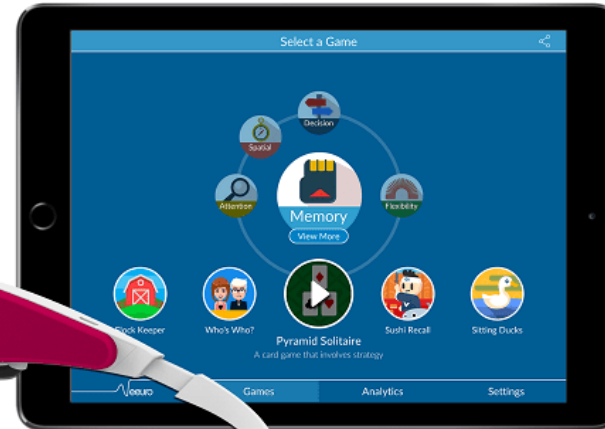 Select a Game
Decision
Spatial
Attention
Flexibility
Memory
View More
Keeper
Who's Who?
Sushi Recall
Sitting Ducks
Pyramid Solitaire
A card game that involves strategy
Neeuro
Games
Analytics
Settings